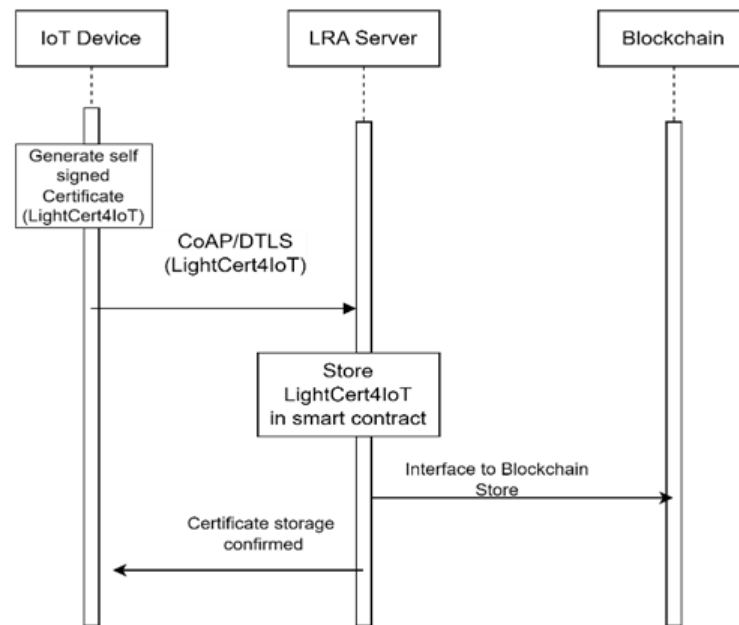 IoT Device
LRA Server
Blockchain
Generate self
signed
Certificate
(LightCert4IoT)
CoAP/DTLS
(LightCert4IoT)
Store
LightCert4IoT
in smart contract
Interface to Blockchain
Store
Certificate storage
confirmed